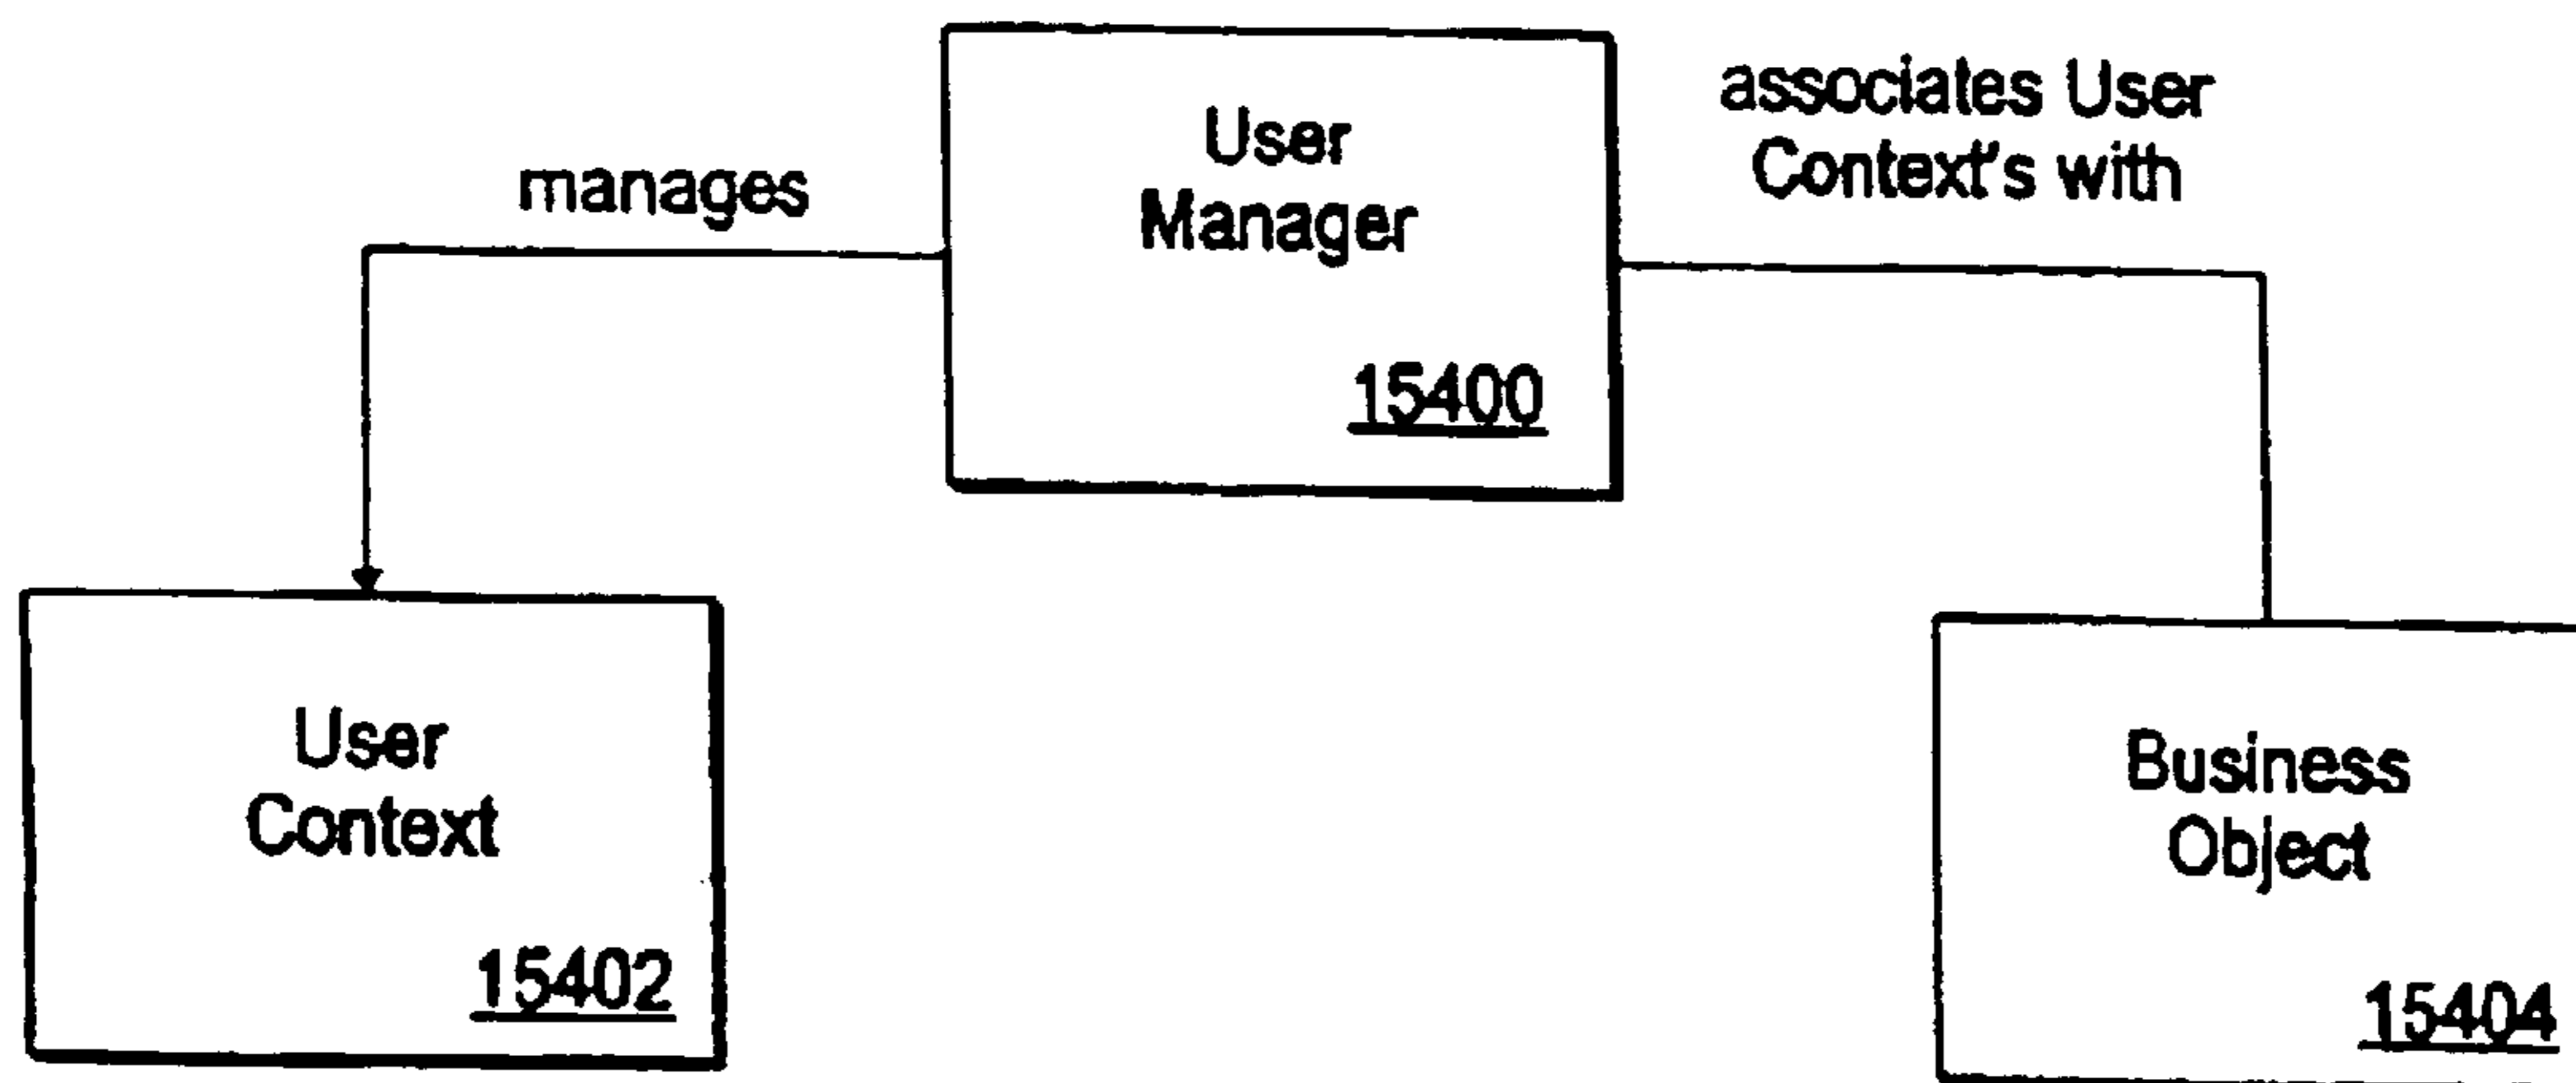 User
Manager
15400
manages
associates User
Context's with
User
Context
15402
Business
Object
15404